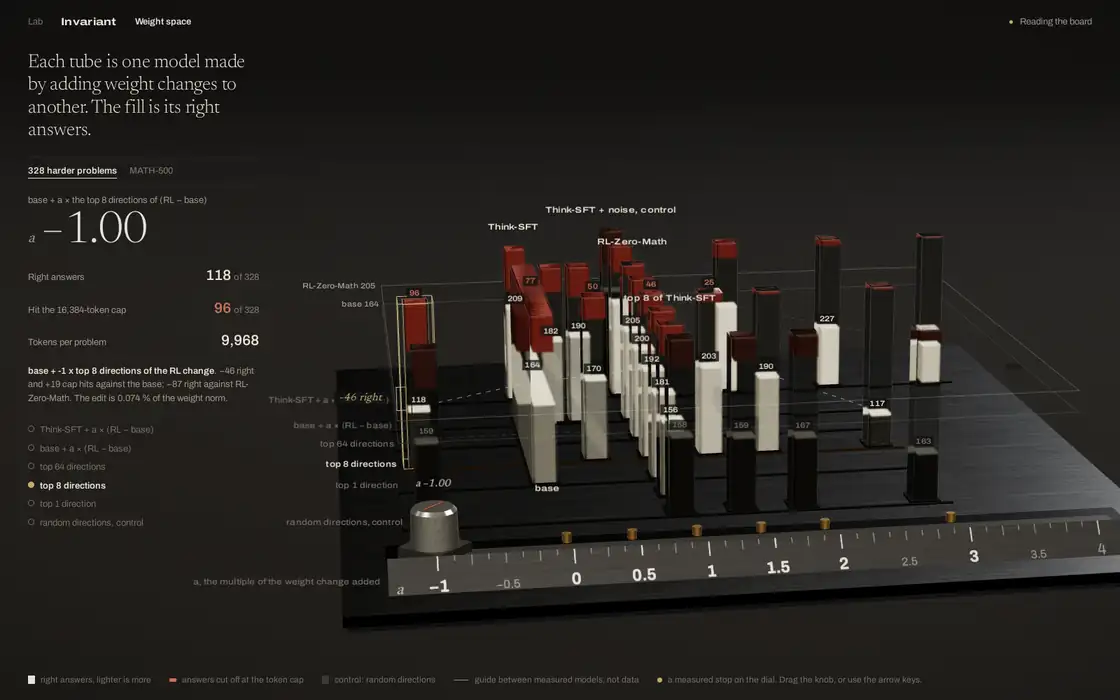 Lab Invariant Weight space
Reading the board
Each tube is one model made
by adding weight changes to
another. The fill is its right
answers.
328 harder problems MATH-500
base + a × the top 8 directions of (RL – base)
a −1.00
Right answers 118 of 328
Hit the 16,384-token cap 96 of 328
Tokens per problem 9,968
base + -1 x top 8 directions of the RL change. −46 right
and +19 cap hits against the base; −87 right against RL-
Zero-Math. The edit is 0.074 % of the weight norm.
Think-SFT + a × (RL – base)
base + a × (RL – base)
top 64 directions
top 8 directions
top 1 direction
random directions, control
Think-SFT + noise, control
Think-SFT
RL-Zero-Math
top 8 of Think-SFT
RL-Zero-Math 205
base 164
96
77
50
46
25
209
182
190
205
200
192
181
156
227
164
170
203
190
117
118
159
158
159
167
163
−46 right
Think-SFT + a ×
base + a × (RL – base)
top 64 directions
top 8 directions
top 1 direction
a −1.00
base
random directions, control
a, the multiple of the weight change added
a −1 −0.5 0 0.5 1 1.5 2 2.5 3 3.5 4
right answers, lighter is more
answers cut off at the token cap
control: random directions
guide between measured models, not data
a measured stop on the dial. Drag the knob, or use the arrow keys.